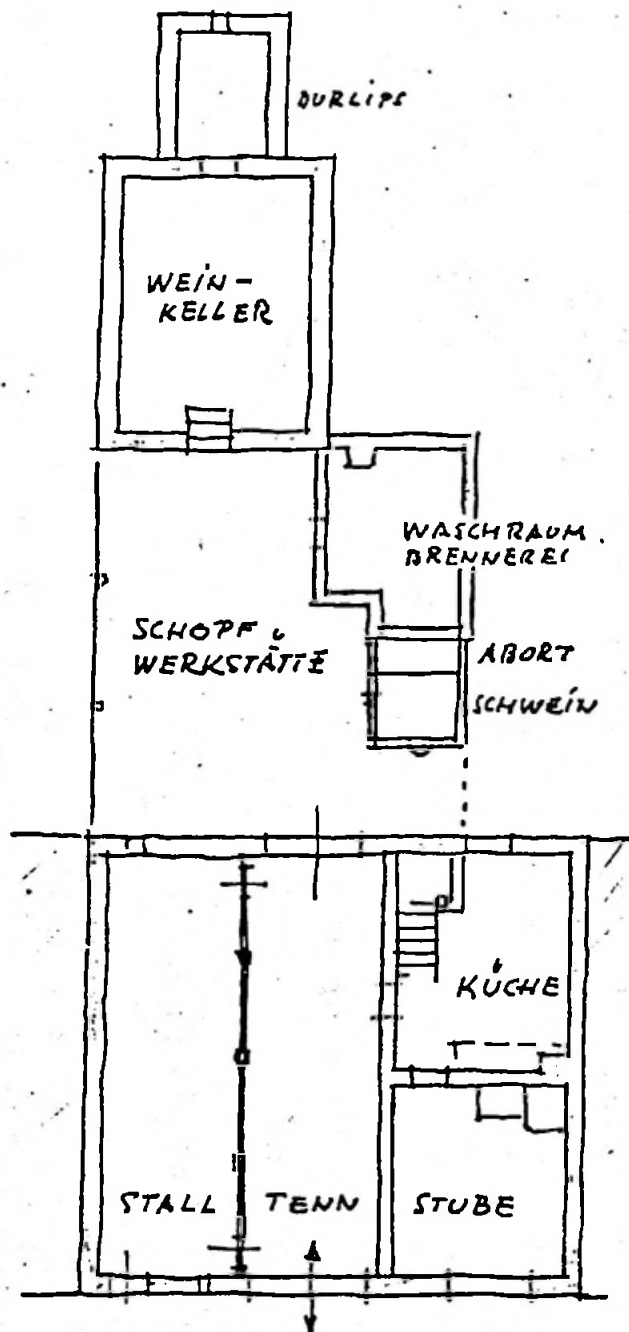 DURLIPS
WEIN-
KELLER
WASCHRAUM.
BRENNEREI
SCHOPF u
WERKSTÄTTE
ABORT
SCHWEIN
KÜCHE
STALL
TENN
STUBE